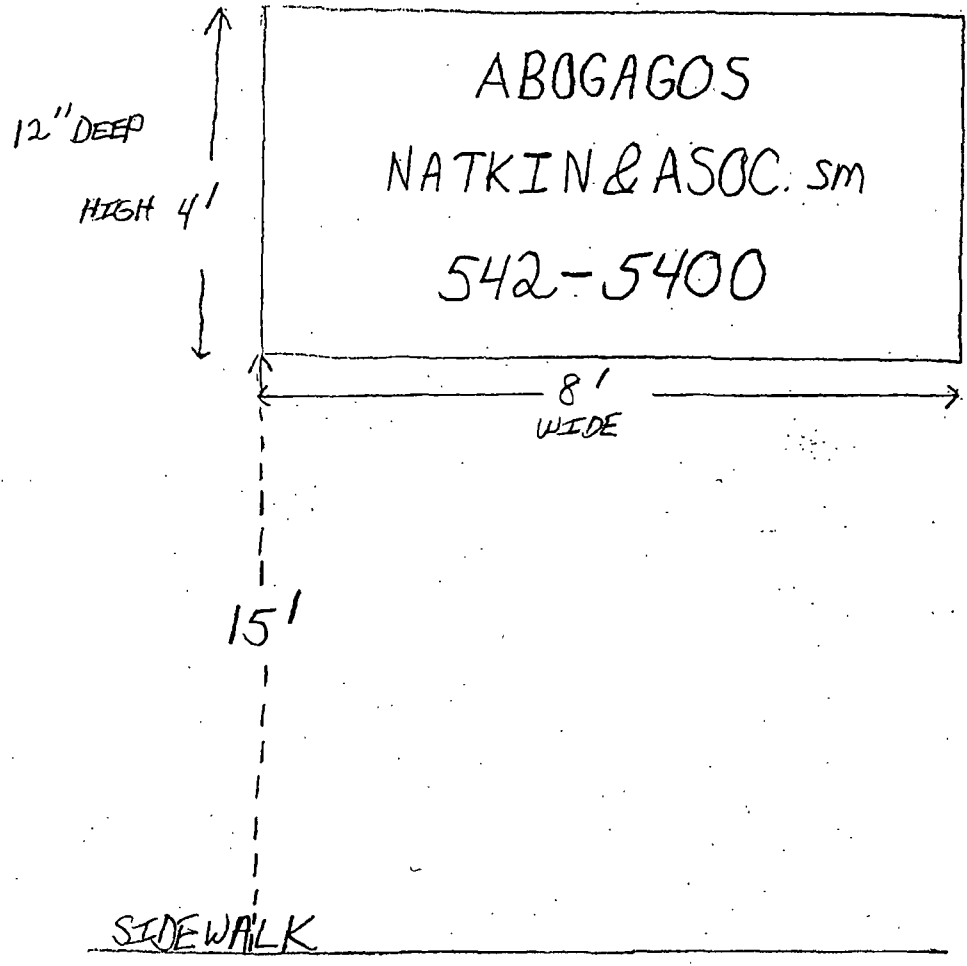 ABOGAGOS
NATKIN & ASOC. sm
542-5400
12" DEEP
HIGH 4'
8'
WIDE
15'
SIDEWALK